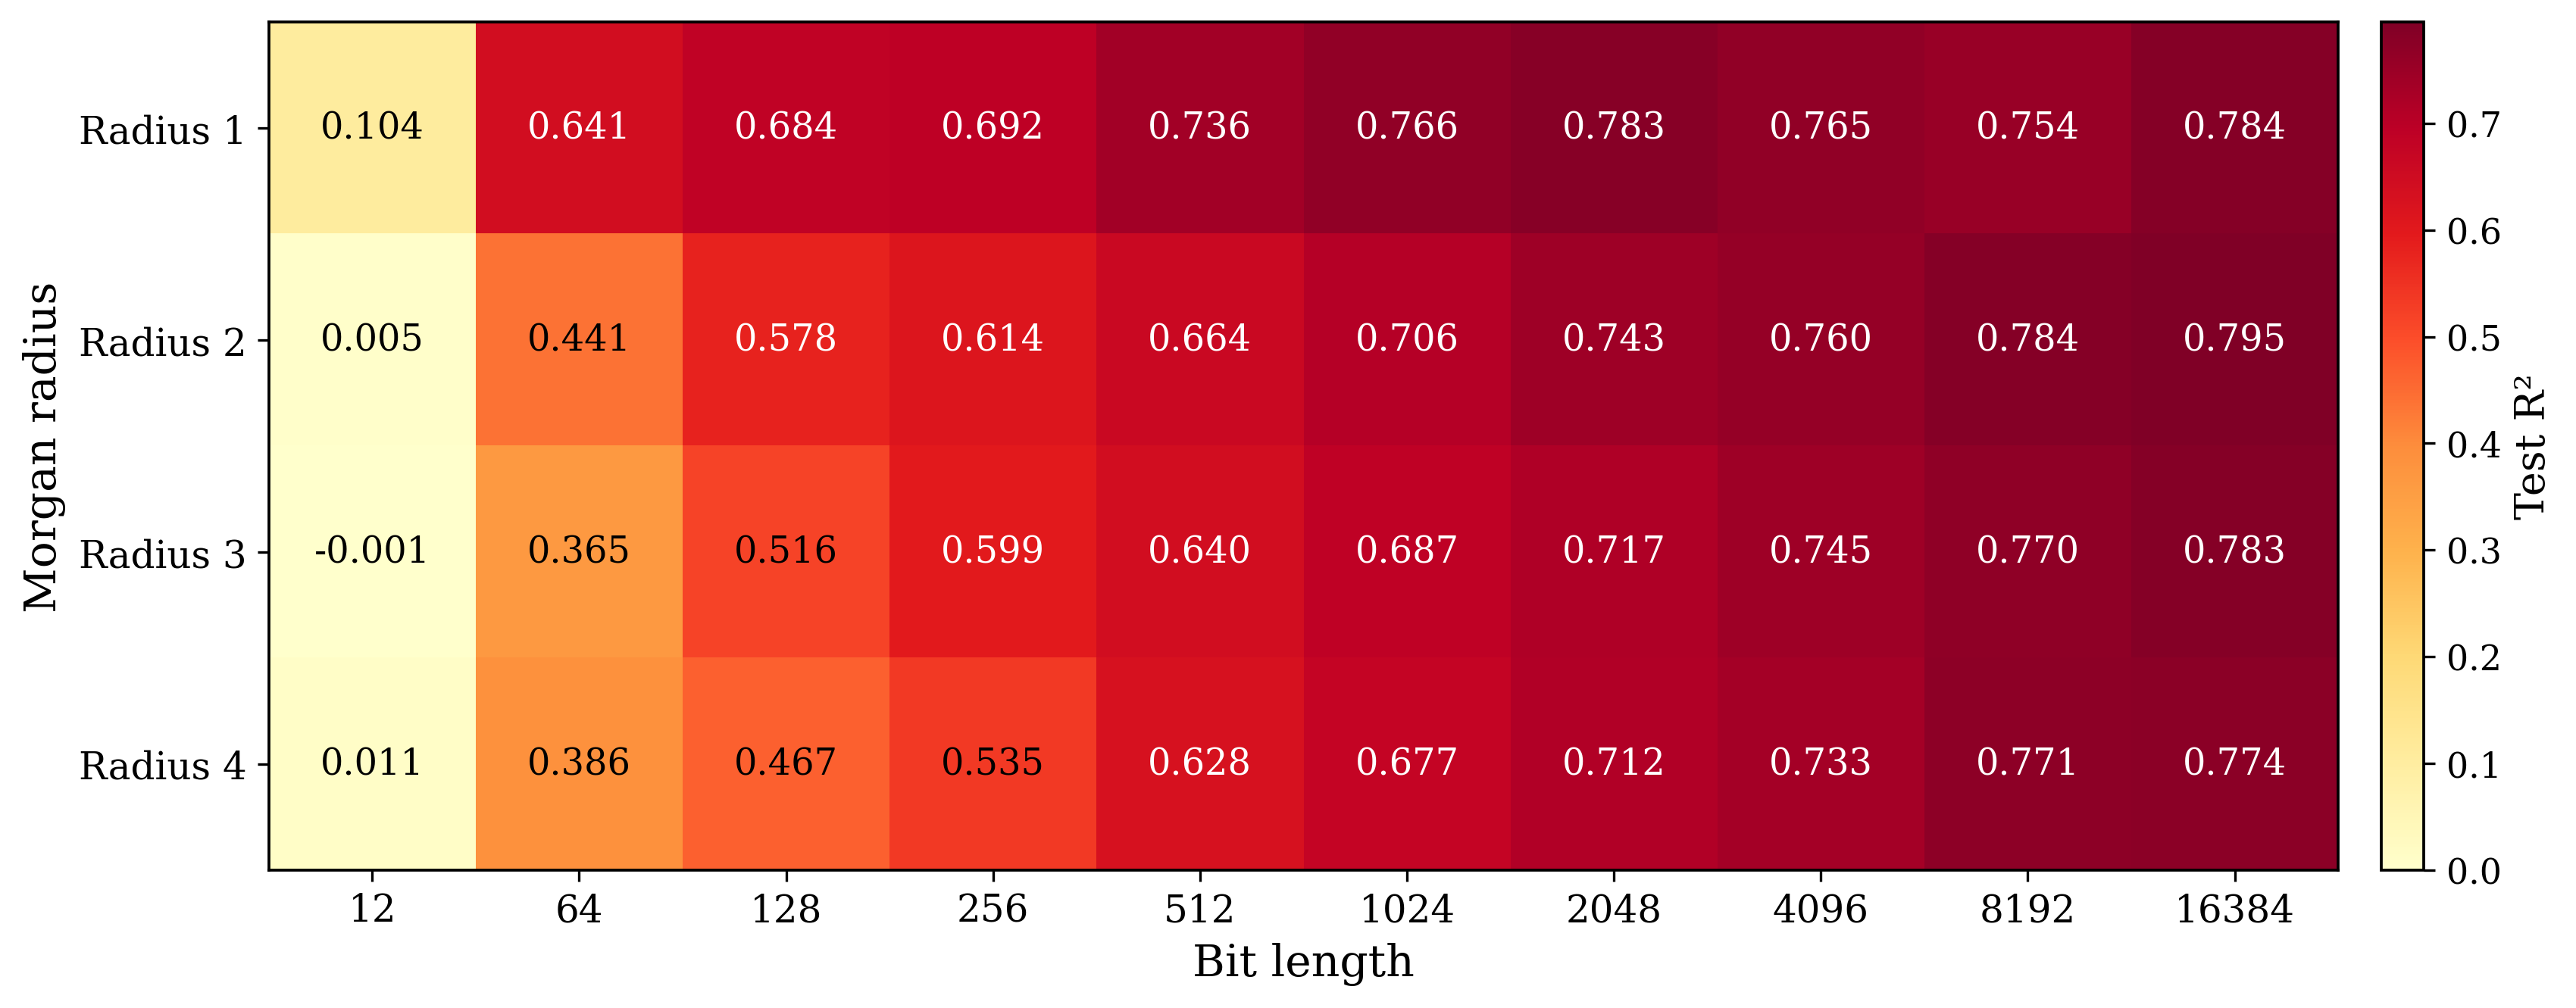 Morgan radius
Radius 1 0.104 0.641 0.684 0.692 0.736 0.766 0.783 0.765 0.754 0.784
Radius 2 0.005 0.441 0.578 0.614 0.664 0.706 0.743 0.760 0.784 0.795
Radius 3 -0.001 0.365 0.516 0.599 0.640 0.687 0.717 0.745 0.770 0.783
Radius 4 0.011 0.386 0.467 0.535 0.628 0.677 0.712 0.733 0.771 0.774
12 64 128 256 512 1024 2048 4096 8192 16384
Bit length
0.7
0.6
0.5
0.4
0.3
0.2
0.1
0.0
Test R²